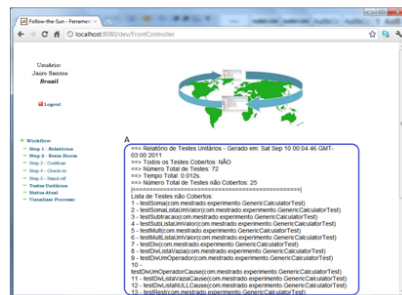 Follow-the-Sun - Ferramen
localhost:8080/dev/FrontController
Usuário:
Jairo Santos
Brasil
Logout
Workflow
Step 1 - Relatórios
Step 2 - Brain Storm
Step 3 - Codificar
Step 4 - Check-in
Step 5 - Hand-off
Testes Unitários
Status Atual
Visualizar Processo
A
==> Relatório de Testes Unitários - Gerado em: Sat Sep 10 00:04:46 GMT-
03:00 2011
==> Todos os Testes Cobertos: NÃO
==> Número Total de Testes: 72
==> Tempo Total: 0.012s.
==> Número Total de Testes não Cobertos: 25
Lista de Testes não Cobertos:
1 - testSoma(com.mestrado.experimento.GenericCalculatorTest)
2 - testSomaListaUmValor(com.mestrado.experimento.GenericCalculatorTest)
3 - testSubtracao(com.mestrado.experimento.GenericCalculatorTest)
4 - testSubListaUmValor(com.mestrado.experimento.GenericCalculatorTest)
5 - testMult(com.mestrado.experimento.GenericCalculatorTest)
6 - testMultListaUmValor(com.mestrado.experimento.GenericCalculatorTest)
7 - testDiv(com.mestrado.experimento.GenericCalculatorTest)
8 - testDivListaVazia(com.mestrado.experimento.GenericCalculatorTest)
9 - testDivUmOperador(com.mestrado.experimento.GenericCalculatorTest)
10 -
testDivUmOperadorCause(com.mestrado.experimento.GenericCalculatorTest)
11 - testDivListaVaziaCause(com.mestrado.experimento.GenericCalculatorTest)
12 - testDivListaNULLCause(com.mestrado.experimento.GenericCalculatorTest)
13 - testRest(com.mestrado.experimento.GenericCalculatorTest)